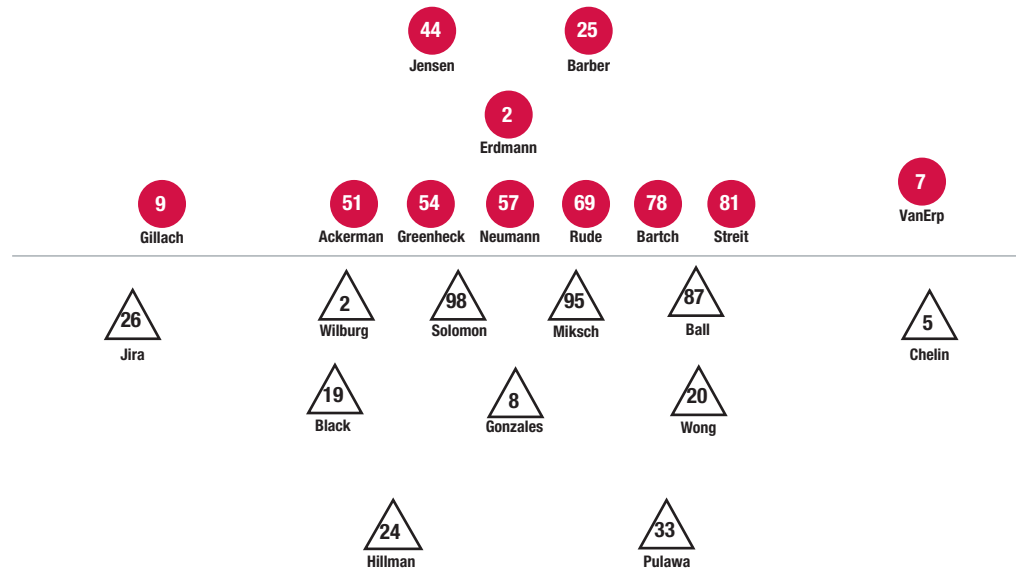 44 25
Jensen Barber
2
Erdmann
9 51 54 57 69 78 81 7
Gillach Ackerman Greenheck Neumann Rude Bartch Streit VanErp
26 2 98 95 87 5
Jira Wilburg Solomon Miksch Ball Chelin
19 8 20
Black Gonzales Wong
24 33
Hillman Pulawa